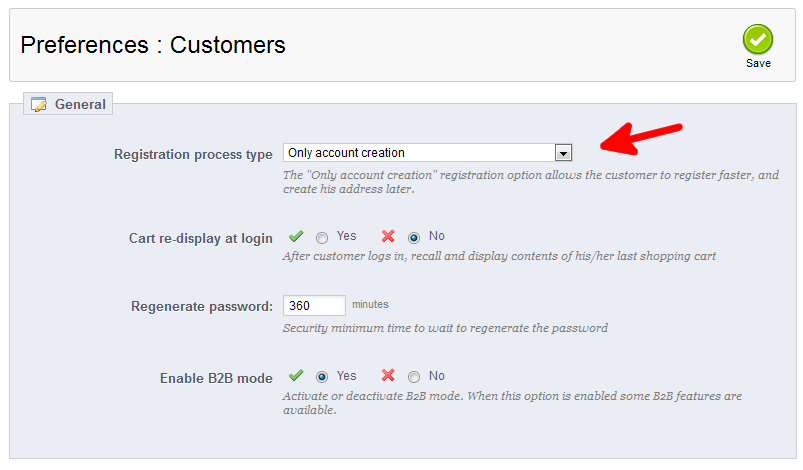 Preferences : Customers
Save
General
Registration process type
Only account creation
The "Only account creation" registration option allows the customer to register faster, and
create his address later.
Cart re-display at login
Yes
No
After customer logs in, recall and display contents of his/her last shopping cart
Regenerate password:
360
minutes
Security minimum time to wait to regenerate the password
Enable B2B mode
Yes
No
Activate or deactivate B2B mode. When this option is enabled some B2B features are
available.